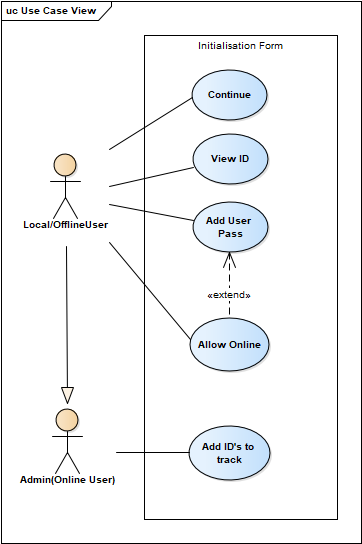 uc Use Case View
Initialisation Form
Continue
View ID
Add User
Pass
Local/OfflineUser
«extend»
Allow Online
Add ID's to
track
Admin(Online User)